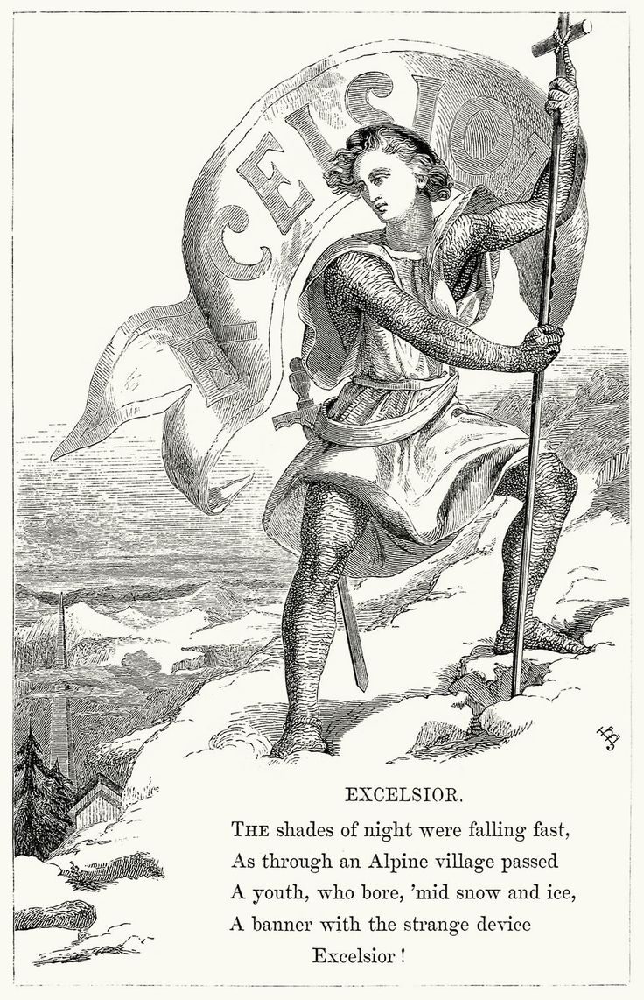 EXCELSIOR
EXCELSIOR.
THE shades of night were falling fast,
As through an Alpine village passed
A youth, who bore, ’mid snow and ice,
A banner with the strange device
Excelsior !